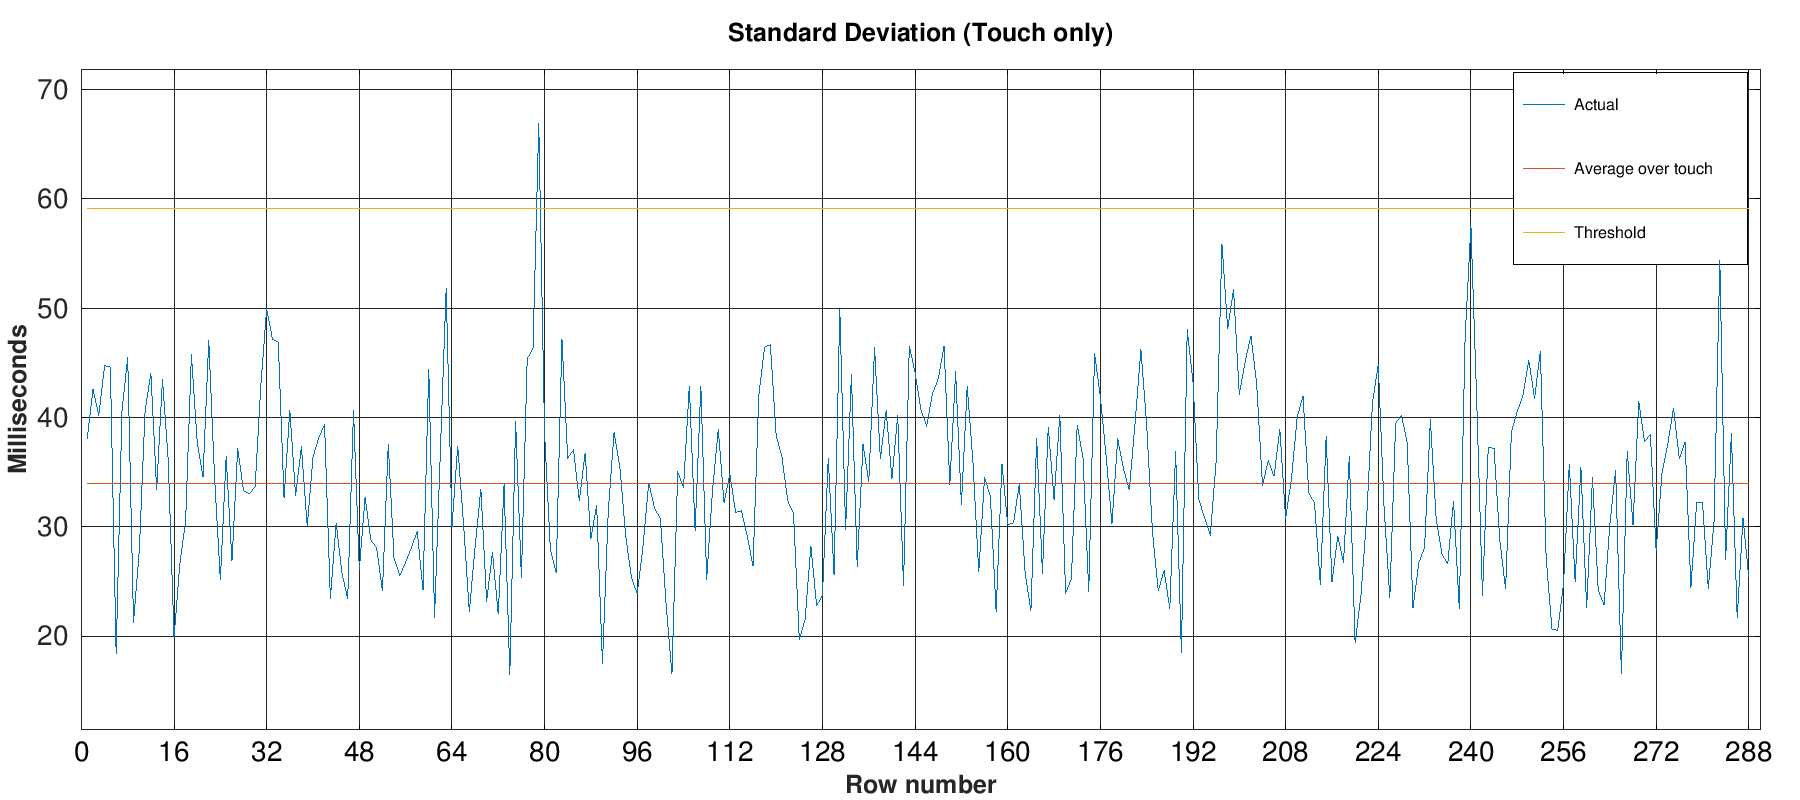 Standard Deviation (Touch only)
70
60
50
40
30
20
Milliseconds
Actual
Average over touch
Threshold
0 16 32 48 64 80 96 112 128 144 160 176 192 208 224 240 256 272 288
Row number